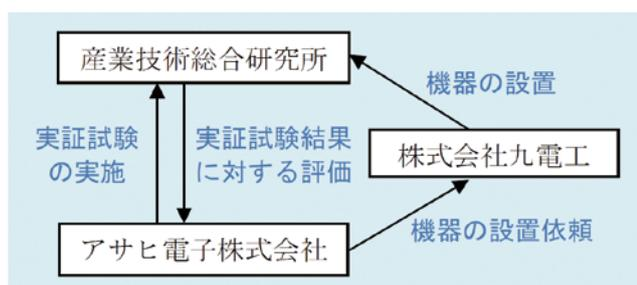 産業技術総合研究所
機器の設置
実証試験
の実施
実証試験結果
に対する評価
株式会社九電工
アサヒ電子株式会社
機器の設置依頼